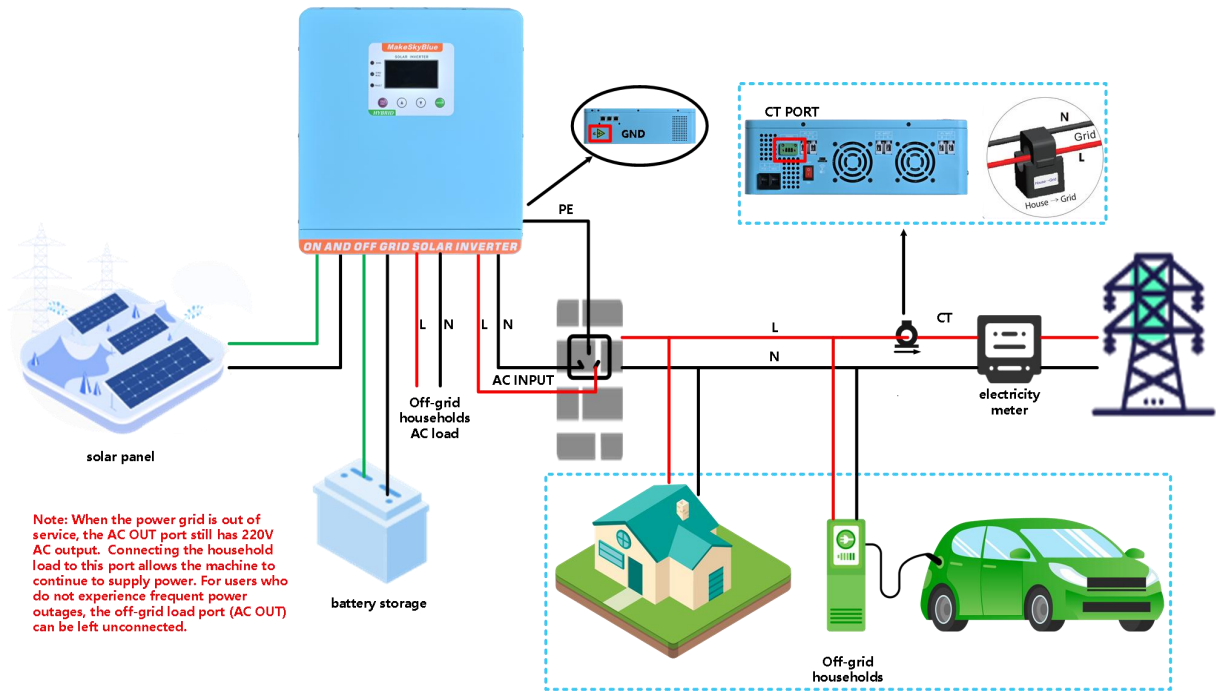 MakeSkyBlue
SOLAR INVERTER
HYBRID
ON AND OFF GRID SOLAR INVERTER
GND
CT PORT
N
Grid
L
House → Grid
PE
L
N
L
N
AC INPUT
Off-grid
households
AC load
L
N
CT
electricity
meter
solar panel
battery storage
Note: When the power grid is out of
service, the AC OUT port still has 220V
AC output. Connecting the household
load to this port allows the machine to
continue to supply power. For users who
do not experience frequent power
outages, the off-grid load port (AC OUT)
can be left unconnected.
Off-grid
households